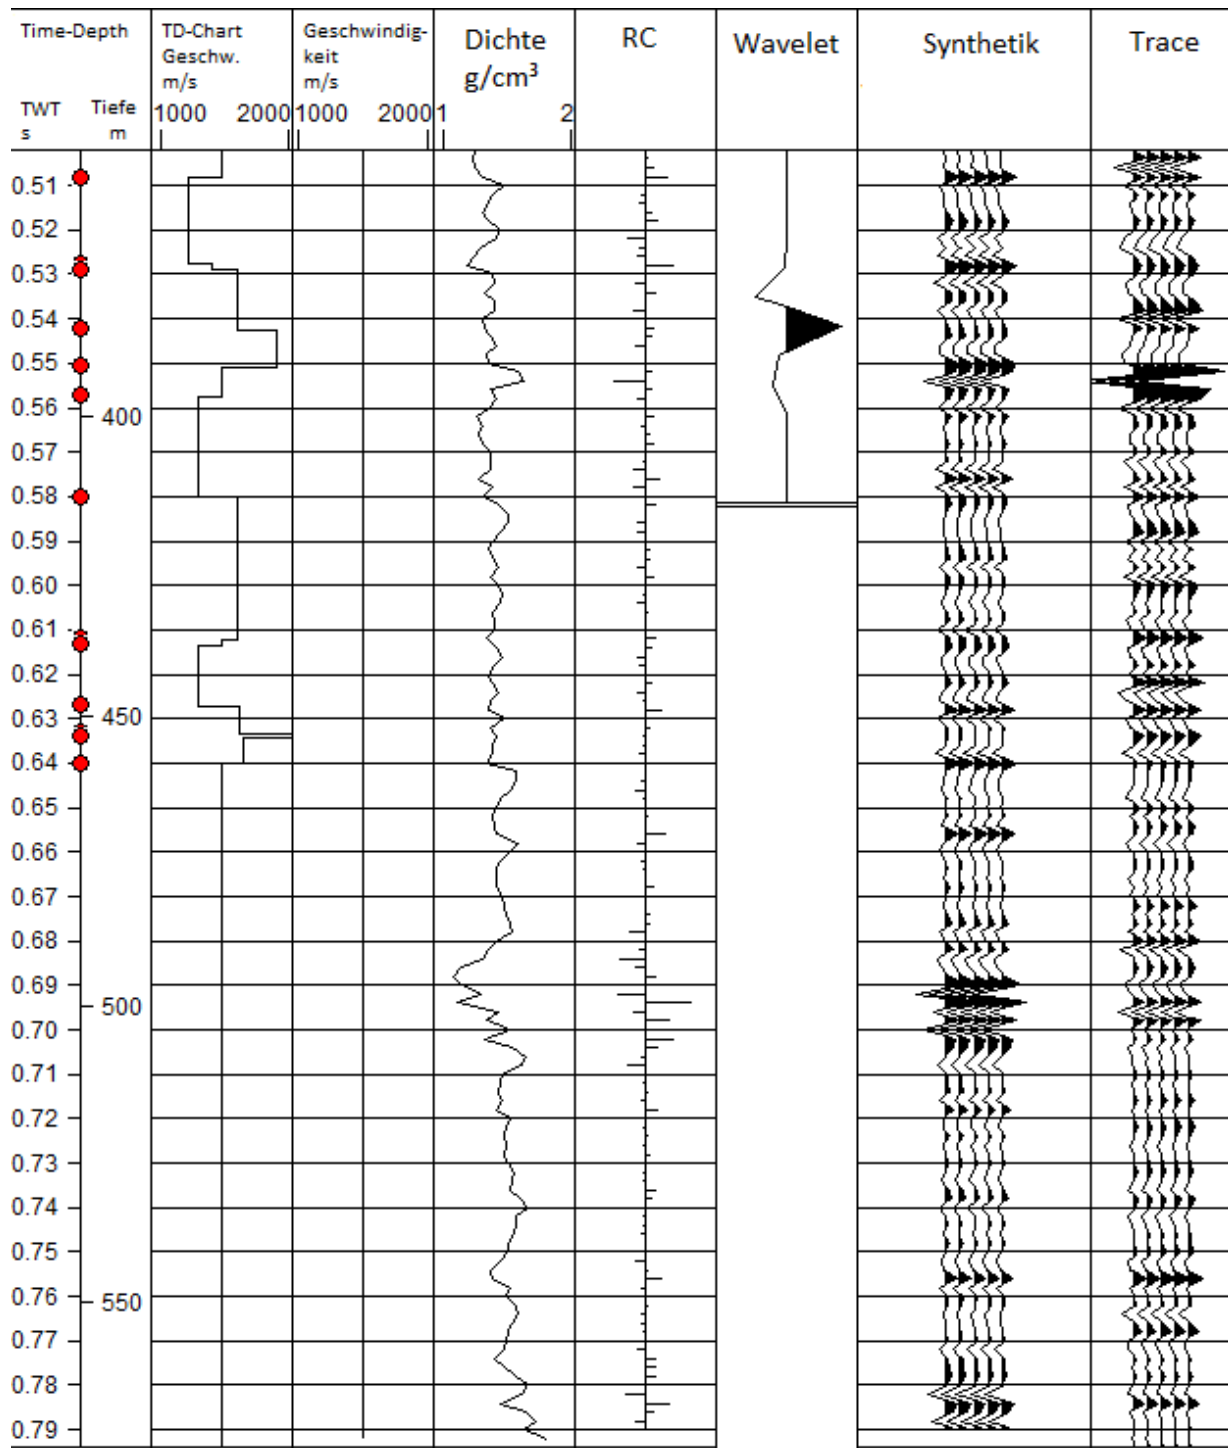 Time-Depth
TWT
s
Tiefe
m
TD-Chart
Geschw.
m/s
1000 2000
Geschwindig-
keit
m/s
1000 2000
Dichte
g/cm³
1 2
RC
Wavelet
Synthetik
Trace
0.51
0.52
0.53
0.54
0.55
0.56
400
0.57
0.58
0.59
0.60
0.61
0.62
0.63
450
0.64
0.65
0.66
0.67
0.68
0.69
500
0.70
0.71
0.72
0.73
0.74
0.75
0.76
550
0.77
0.78
0.79